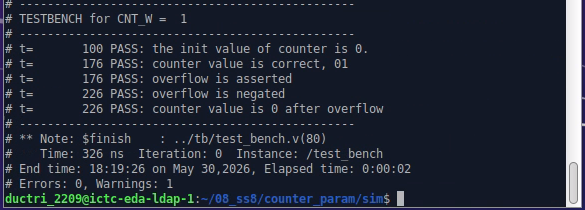 # --------------------------------------------------
# TESTBENCH for CNT_W =  1
# --------------------------------------------------
# t=       100 PASS: the init value of counter is 0.
# t=       176 PASS: counter value is correct, 01
# t=       176 PASS: overflow is asserted
# t=       226 PASS: overflow is negated
# t=       226 PASS: counter value is 0 after overflow
# --------------------------------------------------
# ** Note: $finish    : ../tb/test_bench.v(80)
#    Time: 326 ns  Iteration: 0  Instance: /test_bench
# End time: 18:19:26 on May 30,2026, Elapsed time: 0:00:02
# Errors: 0, Warnings: 1
ductri_2209@ictc-eda-ldap-1:~/08_ss8/counter_param/sim$